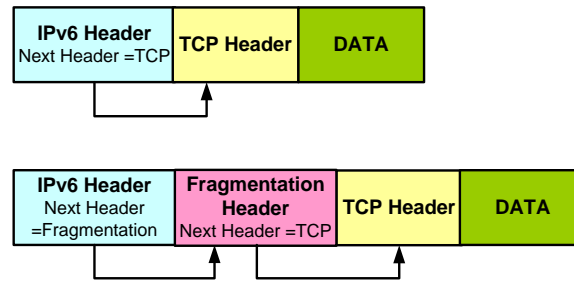 IPv6 Header
Next Header =TCP
TCP Header
DATA
IPv6 Header
Next Header
=Fragmentation
Fragmentation
Header
Next Header =TCP
TCP Header
DATA